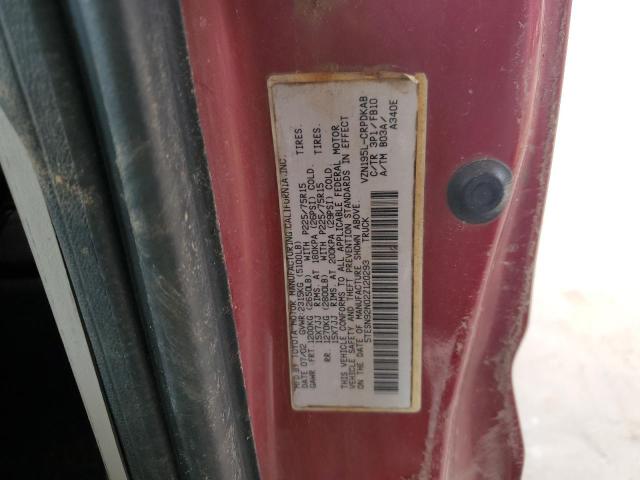 MFD BY TOYOTA MOTOR MANUFACTURING, CALIFORNIA INC.
DATE 07/02 GVWR: 2315KG (5100LB)
GAWR FRT 1200KG (2650LB) WITH P225/75R15 TIRES,
15X7JJ RIMS AT 180KPA (26PSI) COLD.
RR 1270KG (2800LB) WITH P225/75R15 TIRES,
15X7JJ RIMS AT 200KPA (29PSI) COLD.
THIS VEHICLE CONFORMS TO ALL APPLICABLE FEDERAL MOTOR
VEHICLE SAFETY AND THEFT PREVENTION STANDARDS IN EFFECT
ON THE DATE OF MANUFACTURE SHOWN ABOVE.
5TESN92N02Z120293 TRUCK
VZN195L-CRPDKAB
C/TR 3P1/FB10
A/TM B03A/
A340E